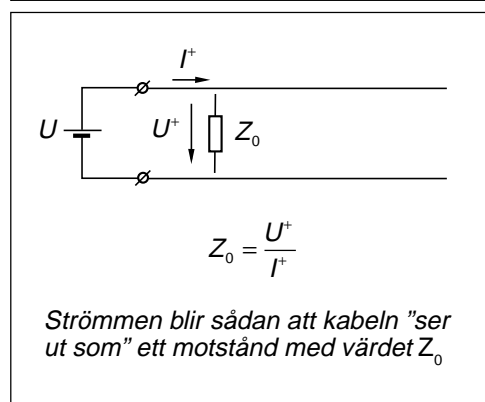 I⁺
U
U⁺
Z₀
Z₀ = U⁺ / I⁺
Strömmen blir sådan att kabeln ”ser
ut som” ett motstånd med värdet Z₀